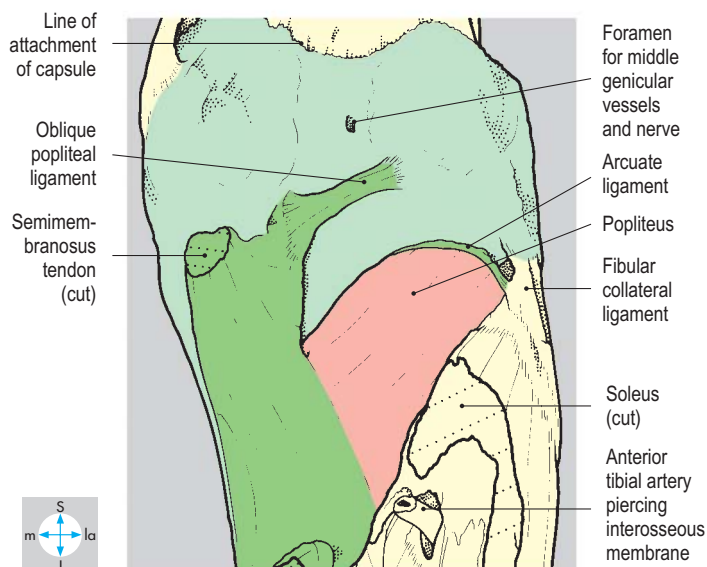 Line of
attachment
of capsule
Oblique
popliteal
ligament
Semimem-
branosus
tendon
(cut)
Foramen
for middle
genicular
vessels
and nerve
Arcuate
ligament
Popliteus
Fibular
collateral
ligament
Soleus
(cut)
Anterior
tibial artery
piercing
interosseous
membrane
S
m la